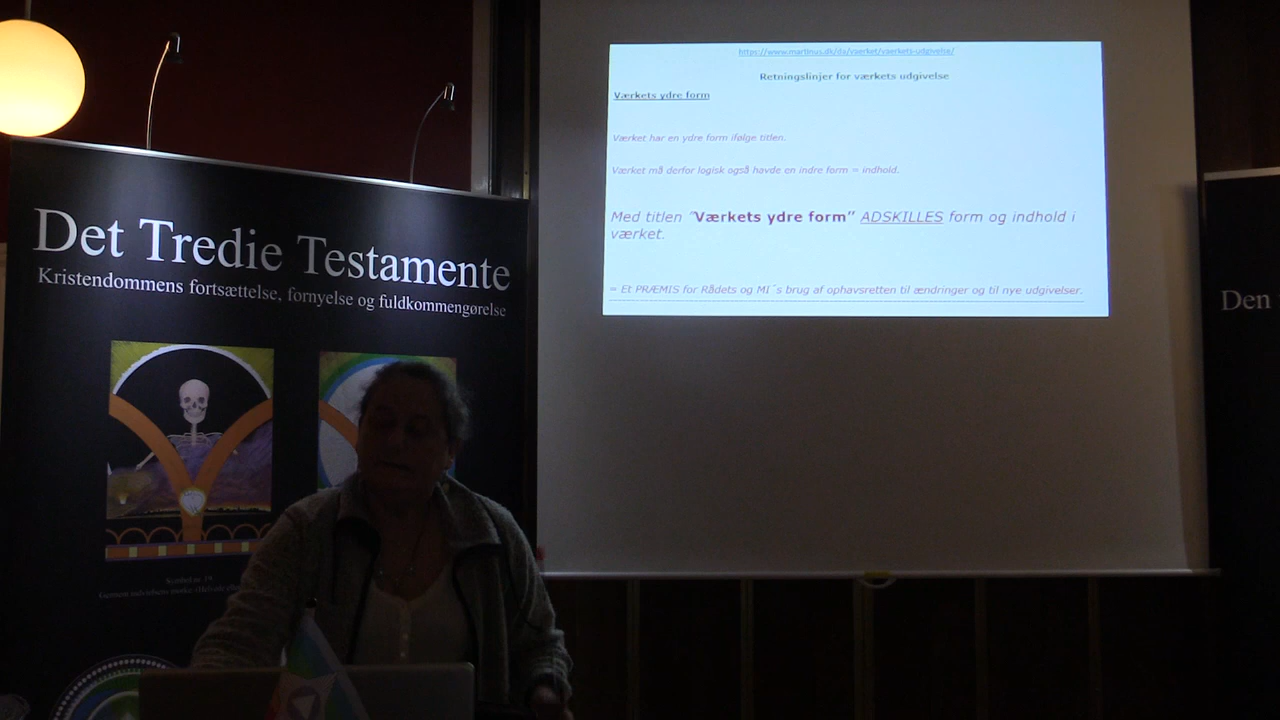 Det Tredie Testamente
Kristendommens fortsættelse, fornyelse og fuldkommengørelse
Symbol nr. 19
https://www.martinus.dk/da/vaerket/vaerkets-udgivelse/
Retningslinjer for værkets udgivelse
Værkets ydre form
Værket har en ydre form ifølge titlen.
Værket må derfor logisk også havde en indre form = indhold.
Med titlen ”Værkets ydre form” ADSKILLES form og indhold i
værket.
= Et PRÆMIS for Rådets og MI´s brug af ophavsretten til ændringer og til nye udgivelser.
Den